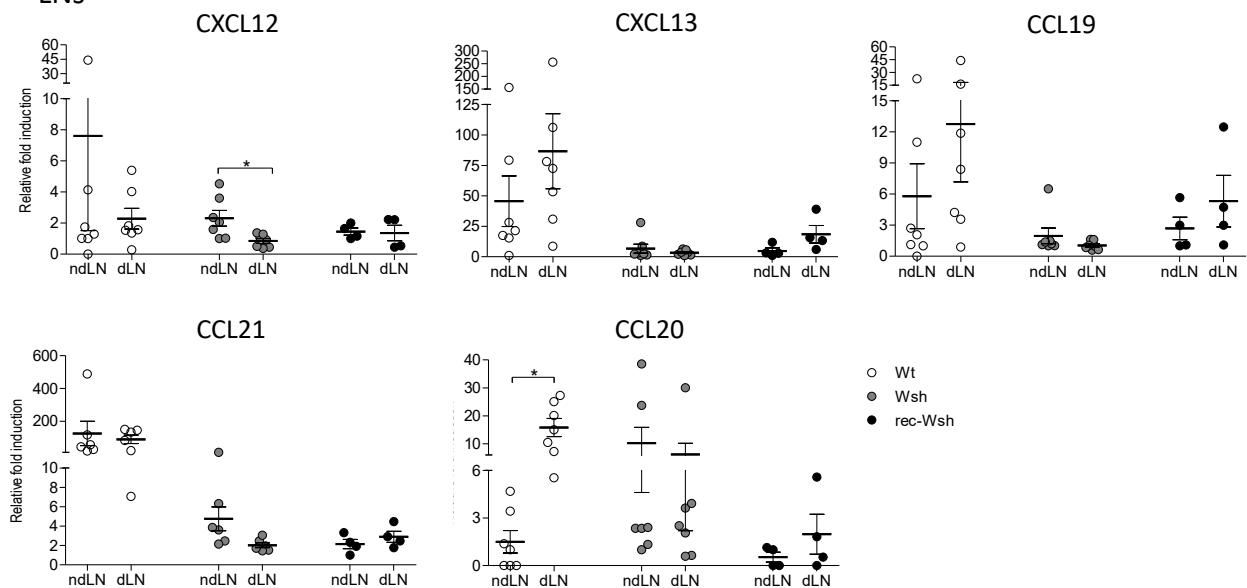 LNs
CXCL12
CXCL13
CCL19
Relative fold induction
60
45
30
10
8
6
4
2
0
*
ndLN dLN ndLN dLN ndLN dLN
300
250
200
150
125
100
75
50
25
0
ndLN dLN ndLN dLN ndLN dLN
60
45
30
15
15
12
9
6
3
0
ndLN dLN ndLN dLN ndLN dLN
CCL21
CCL20
Relative fold induction
600
400
200
10
8
6
4
2
0
ndLN dLN ndLN dLN ndLN dLN
40
30
20
10
6
3
0
*
ndLN dLN ndLN dLN ndLN dLN
Wt
Wsh
rec-Wsh